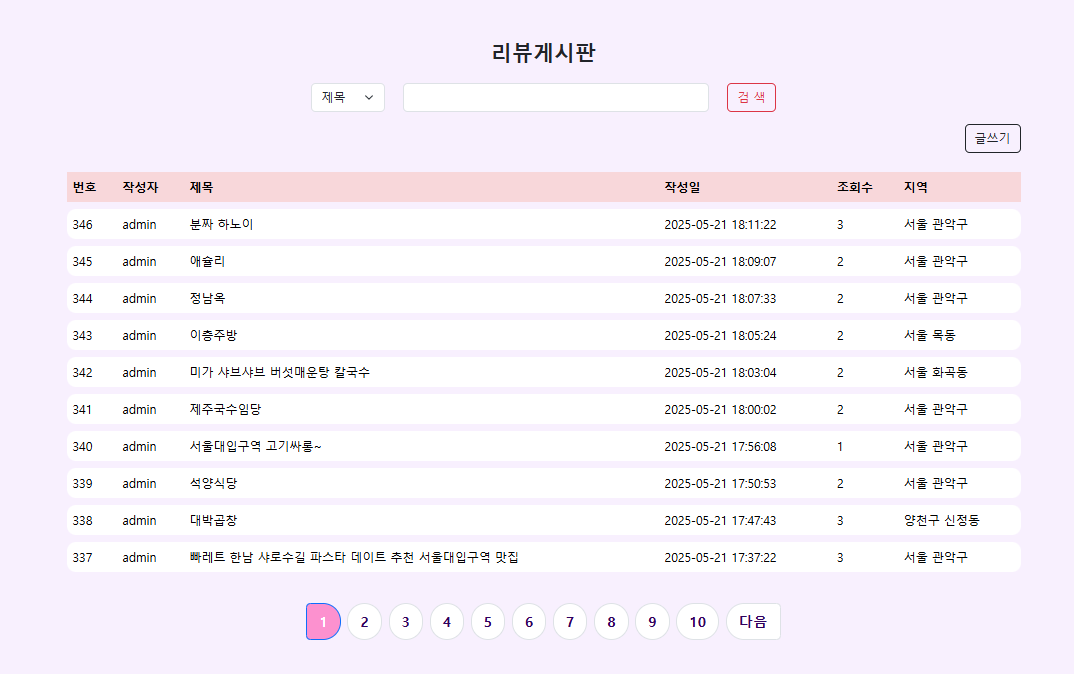 리뷰게시판
제목 검 색
글쓰기
번호 작성자 제목 작성일 조회수 지역
346 admin 분짜 하노이 2025-05-21 18:11:22 3 서울 관악구
345 admin 애슐리 2025-05-21 18:09:07 2 서울 관악구
344 admin 정남옥 2025-05-21 18:07:33 2 서울 관악구
343 admin 이층주방 2025-05-21 18:05:24 2 서울 목동
342 admin 미가 샤브샤브 버섯매운탕 칼국수 2025-05-21 18:03:04 2 서울 화곡동
341 admin 제주국수임당 2025-05-21 18:00:02 2 서울 관악구
340 admin 서울대입구역 고기싸롱~ 2025-05-21 17:56:08 1 서울 관악구
339 admin 석양식당 2025-05-21 17:50:53 2 서울 관악구
338 admin 대박곱창 2025-05-21 17:47:43 3 양천구 신정동
337 admin 빠레트 한남 샤로수길 파스타 데이트 추천 서울대입구역 맛집 2025-05-21 17:37:22 3 서울 관악구
1 2 3 4 5 6 7 8 9 10 다음